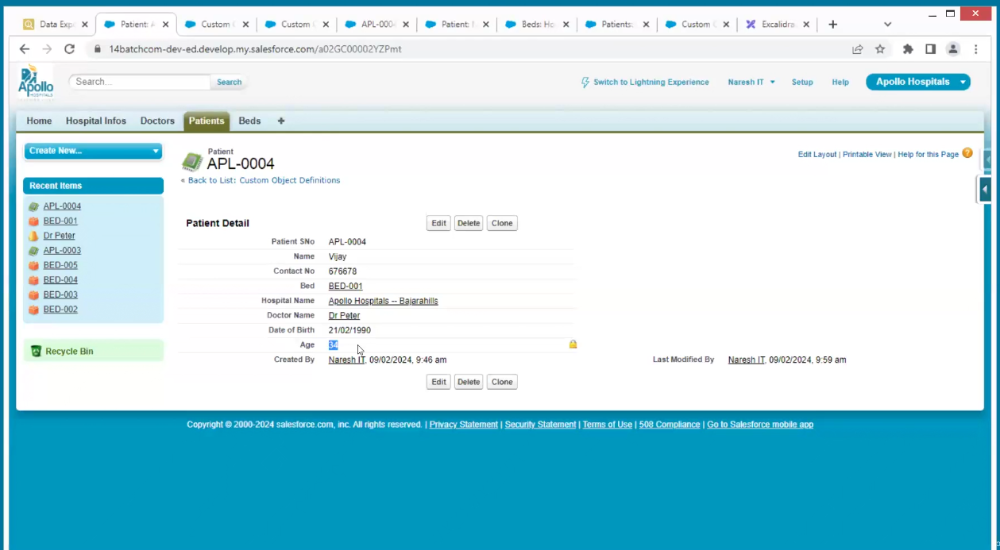 Data Exp
Patient: A
Custom
Custom
APL-000
Patient:
Beds: Ho
Patients:
Custom
Excalidra
14batchcom-dev-ed.develop.my.salesforce.com/a02GC00002YZPmt
Apollo
HOSPITALS
Search...
Search
Switch to Lightning Experience
Naresh IT
Setup
Help
Apollo Hospitals
Home
Hospital Infos
Doctors
Patients
Beds
+
Create New...
Recent Items
APL-0004
BED-001
Dr Peter
APL-0003
BED-005
BED-004
BED-003
BED-002
Recycle Bin
Patient
APL-0004
« Back to List: Custom Object Definitions
Edit Layout | Printable View | Help for this Page
Patient Detail
Edit Delete Clone
Patient SNo APL-0004
Name Vijay
Contact No 676678
Bed BED-001
Hospital Name Apollo Hospitals -- Bajarahills
Doctor Name Dr Peter
Date of Birth 21/02/1990
Age 34
Created By Naresh IT, 09/02/2024, 9:46 am
Last Modified By Naresh IT, 09/02/2024, 9:59 am
Edit Delete Clone
Copyright © 2000-2024 salesforce.com, inc. All rights reserved. | Privacy Statement | Security Statement | Terms of Use | 508 Compliance | Go to Salesforce mobile app